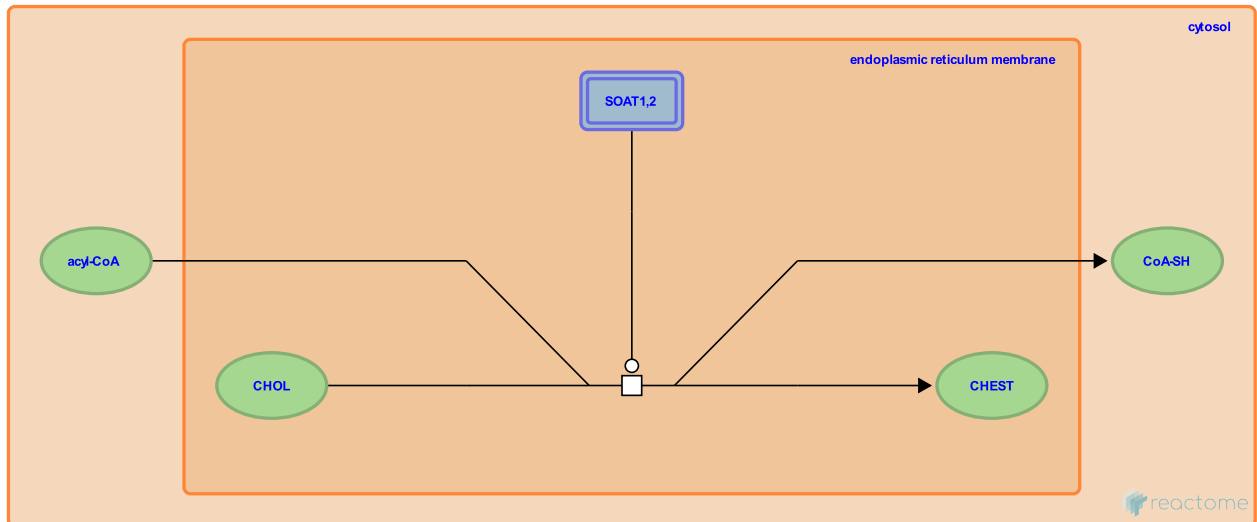 cytosol
endoplasmic reticulum membrane
SOAT1,2
acyl-CoA
CoA-SH
CHOL
CHEST
reactome